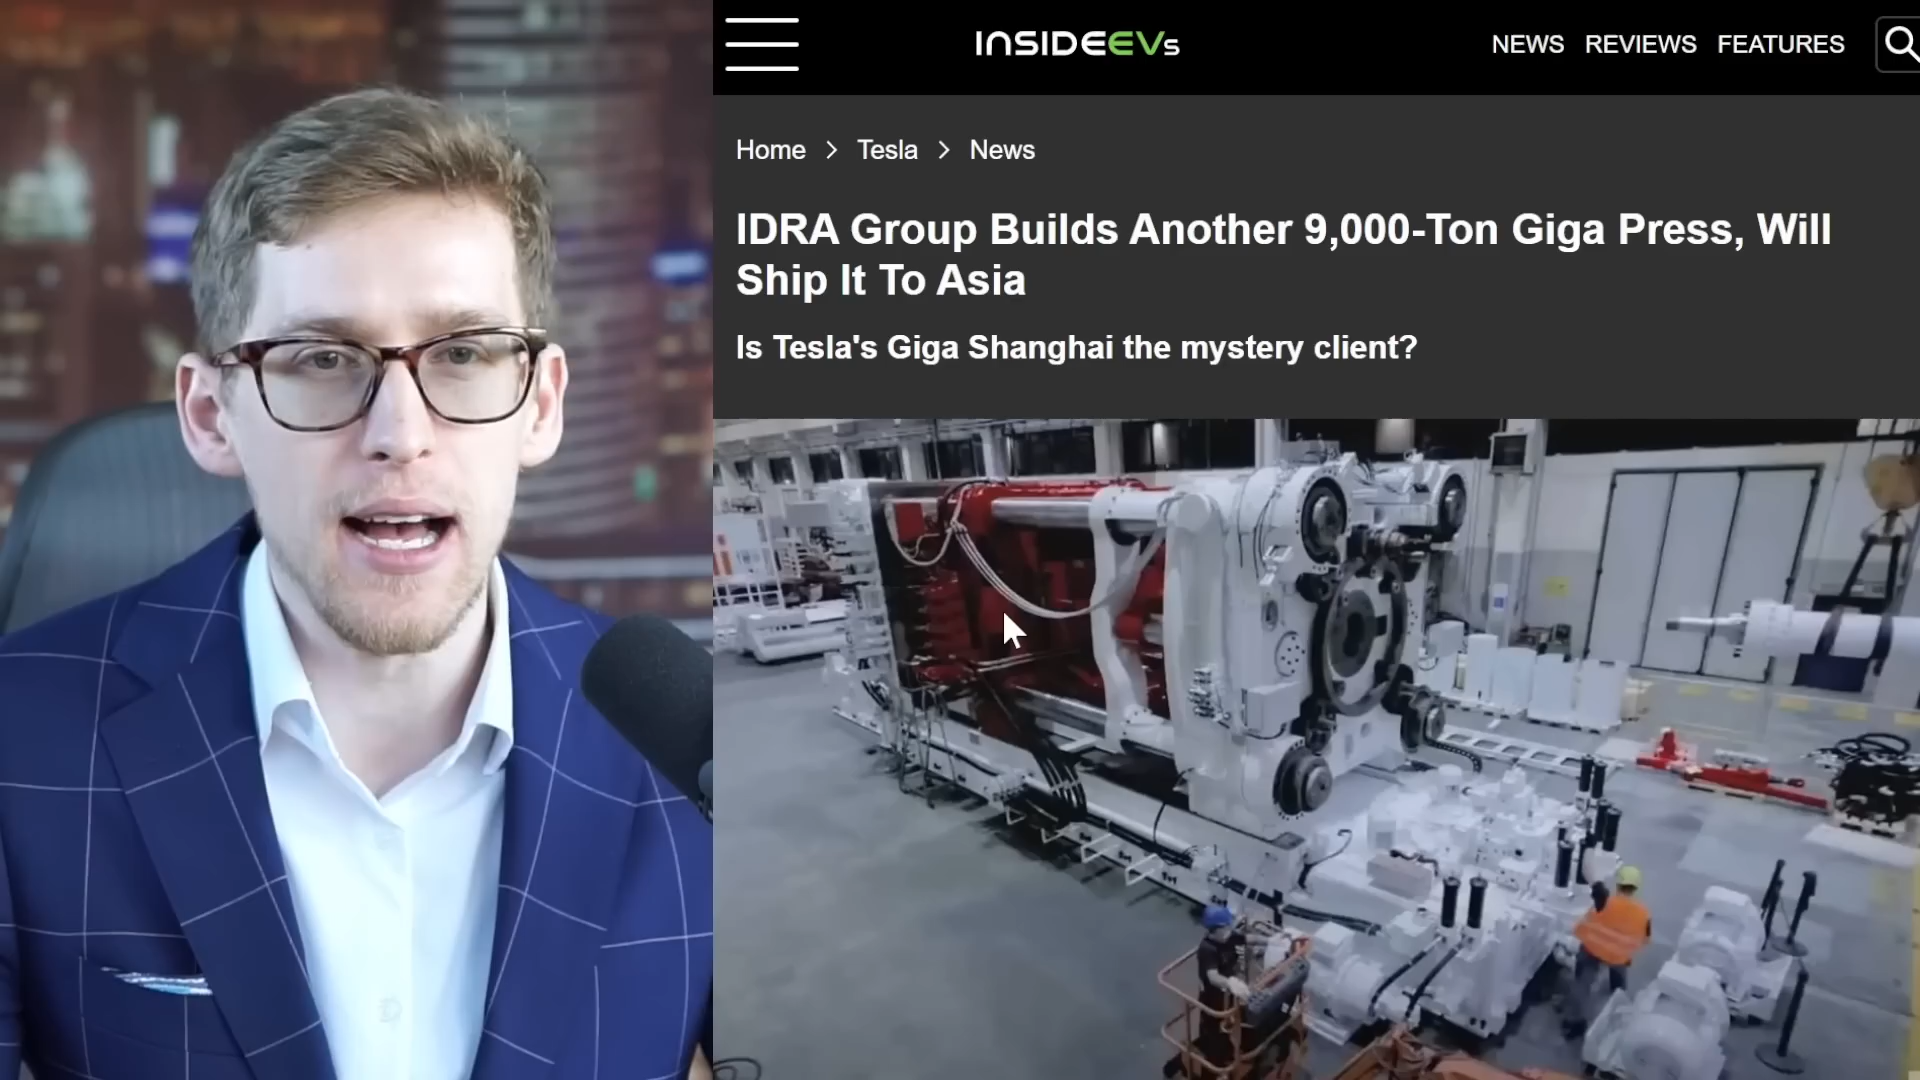 INSIDEEVs
NEWS REVIEWS FEATURES
Home > Tesla > News
IDRA Group Builds Another 9,000-Ton Giga Press, Will
Ship It To Asia
Is Tesla's Giga Shanghai the mystery client?